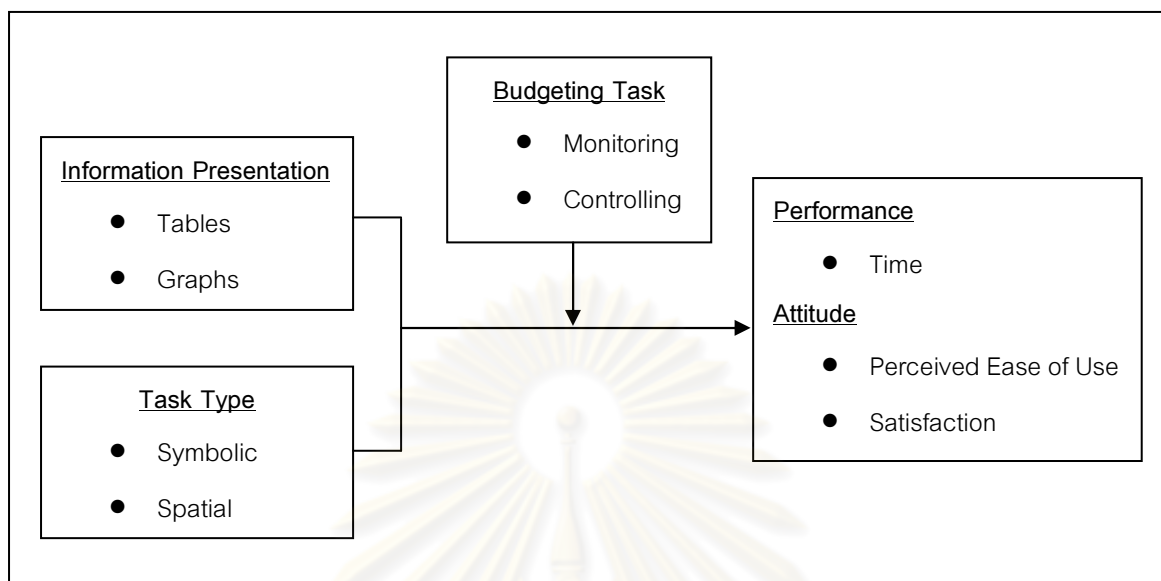 Budgeting Task
● Monitoring
● Controlling
Information Presentation
● Tables
● Graphs
Task Type
● Symbolic
● Spatial
Performance
● Time
Attitude
● Perceived Ease of Use
● Satisfaction